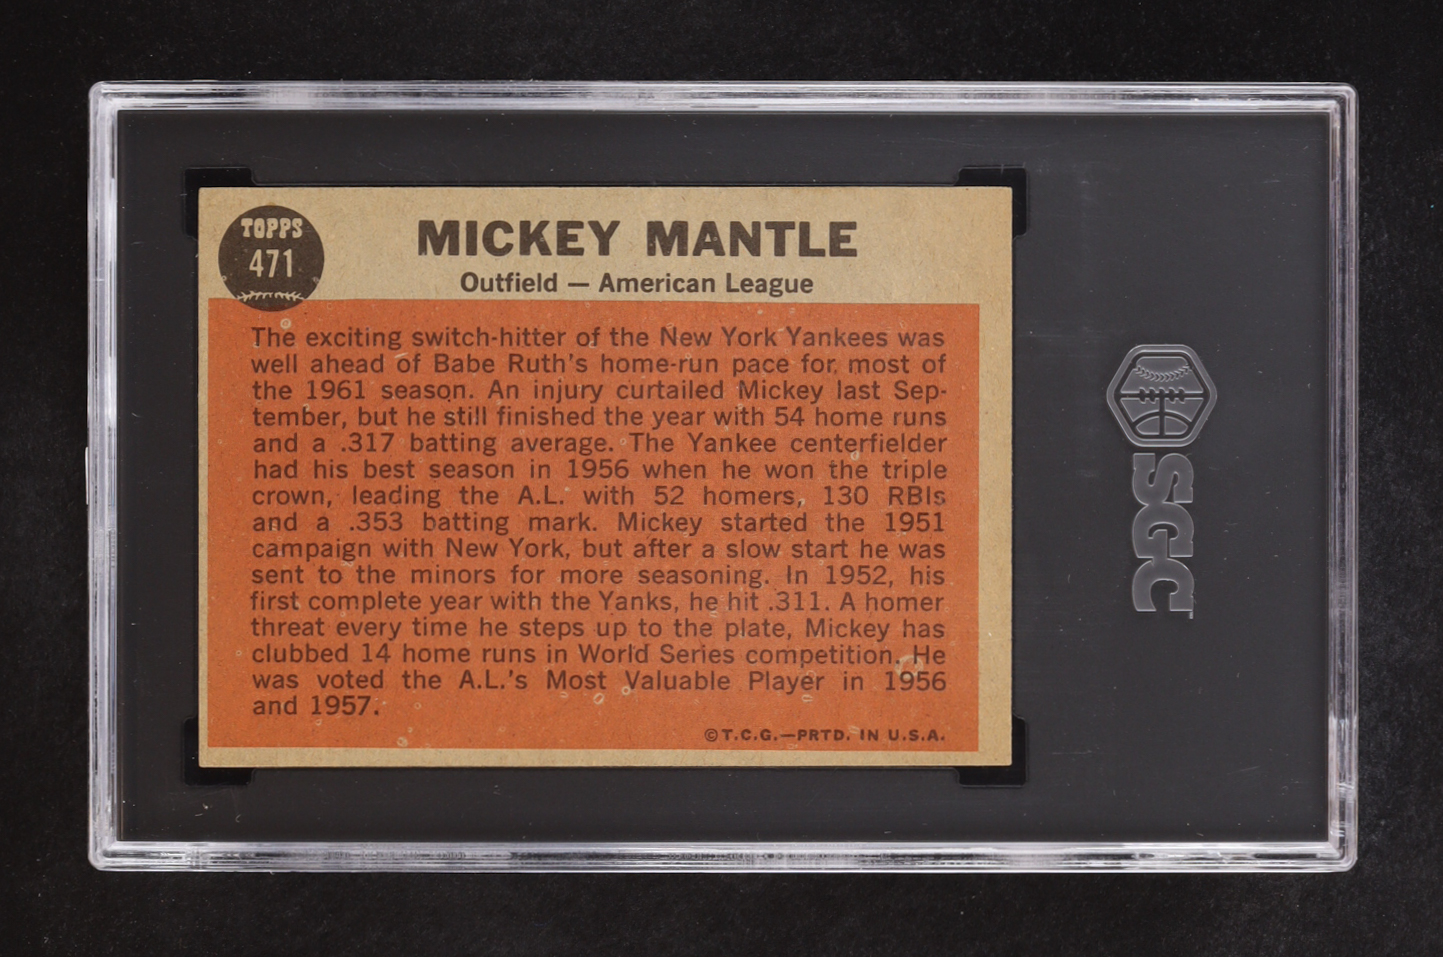 TOPPS
471
MICKEY MANTLE
Outfield — American League
The exciting switch-hitter of the New York Yankees was
well ahead of Babe Ruth's home-run pace for most of
the 1961 season. An injury curtailed Mickey last Sep-
tember, but he still finished the year with 54 home runs
and a .317 batting average. The Yankee centerfielder
had his best season in 1956 when he won the triple
crown, leading the A.L. with 52 homers, 130 RBIs
and a .353 batting mark. Mickey started the 1951
campaign with New York, but after a slow start he was
sent to the minors for more seasoning. In 1952, his
first complete year with the Yanks, he hit .311. A homer
threat every time he steps up to the plate, Mickey has
clubbed 14 home runs in World Series competition. He
was voted the A.L.'s Most Valuable Player in 1956
and 1957.
©T.C.G.—PRTD. IN U.S.A.
SGC